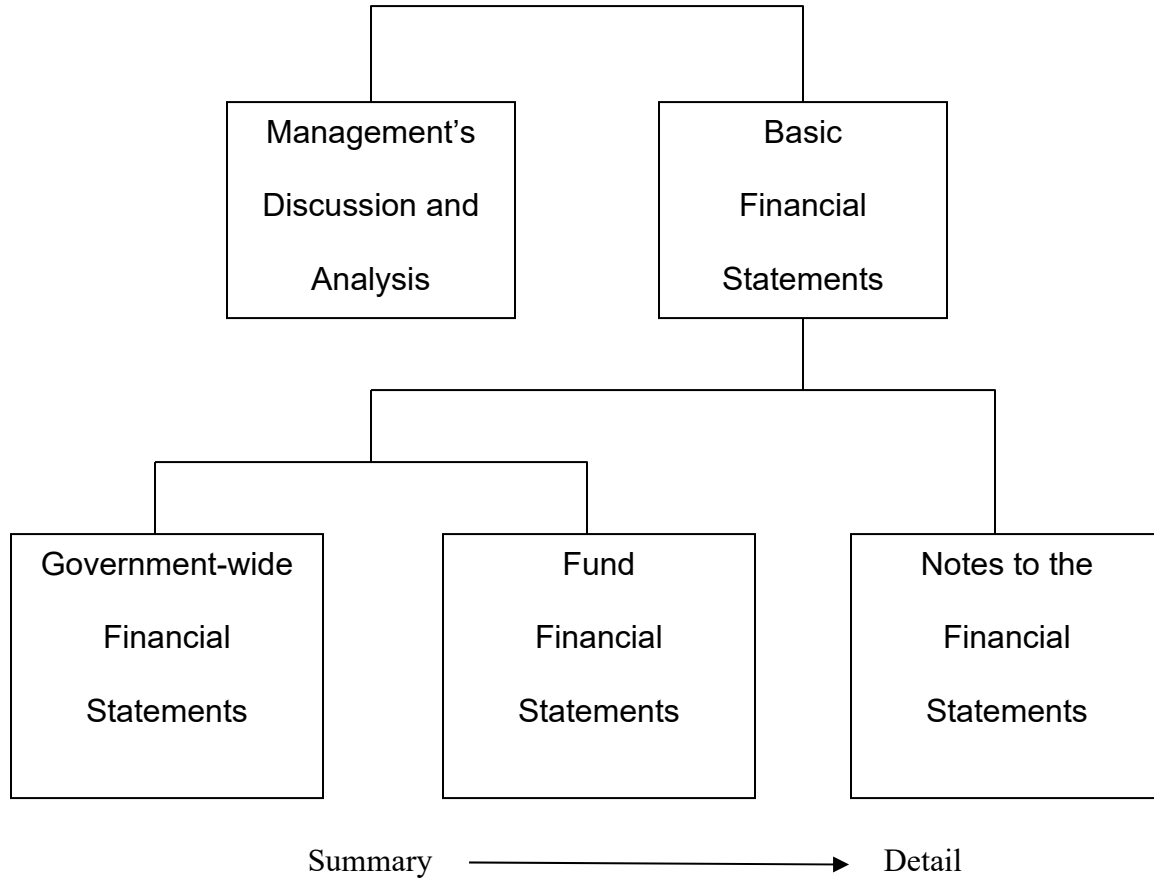 Management’s
Discussion and
Analysis
Basic
Financial
Statements
Government-wide
Financial
Statements
Fund
Financial
Statements
Notes to the
Financial
Statements
Summary
Detail